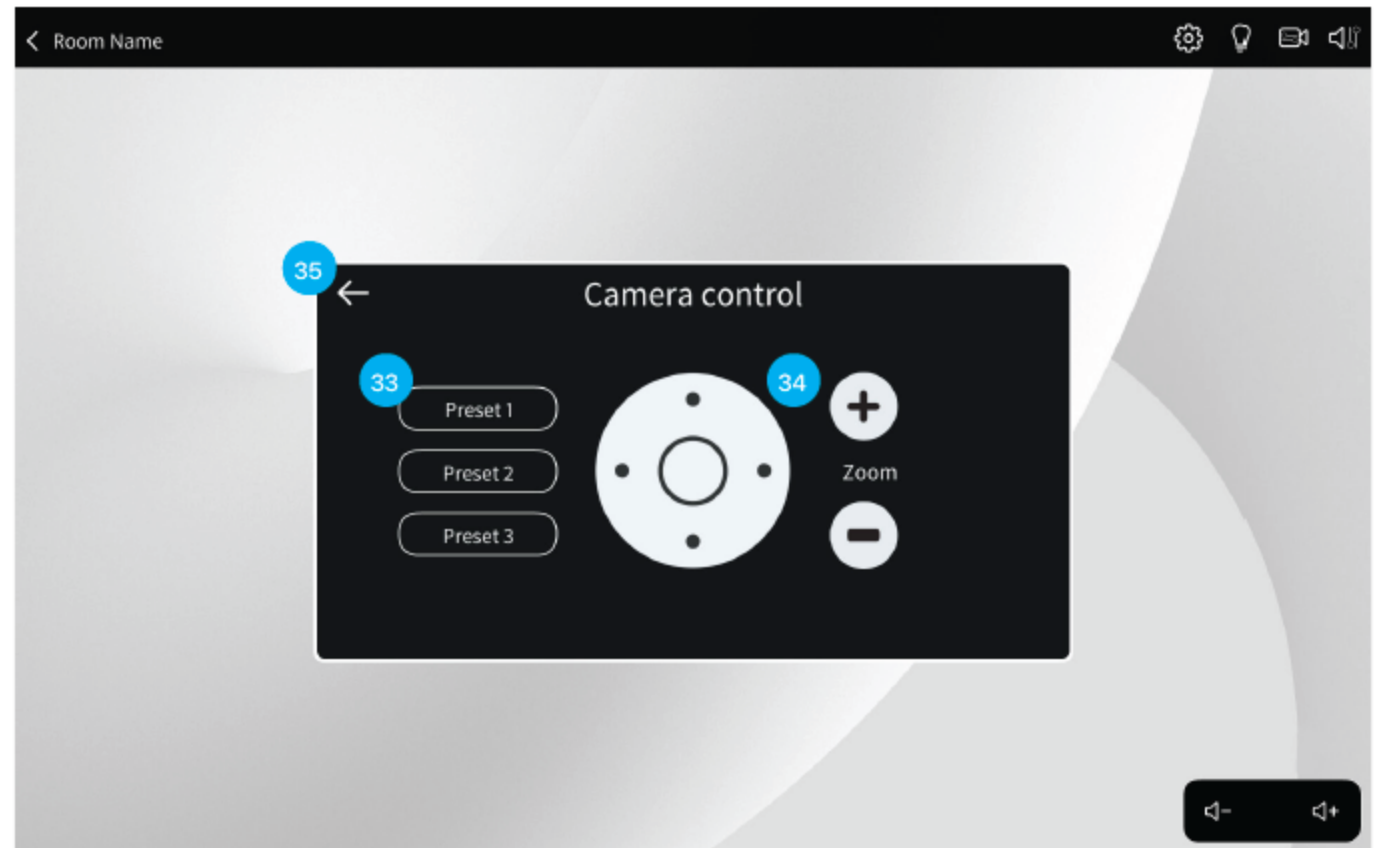 Room Name
35
Camera control
33
34
Preset 1
Preset 2
Zoom
Preset 3